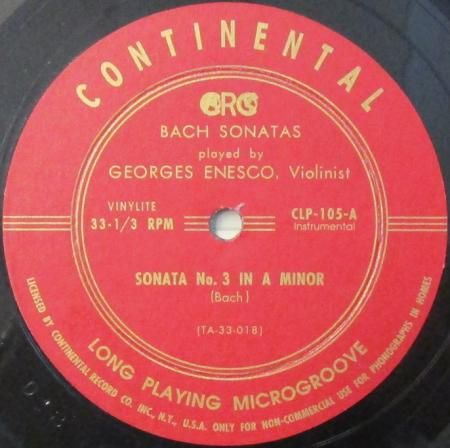 CONTINENTAL
CRC
BACH SONATAS
played by
GEORGES ENESCO, Violinist
VINYLITE
33-1/3 RPM
CLP-105-A
Instrumental
SONATA No. 3 IN A MINOR
(Bach)
(TA-33-018)
LONG PLAYING MICROGROOVE
LICENSED BY CONTINENTAL RECORD CO. INC., N.Y., U.S.A. ONLY FOR NON-COMMERCIAL USE FOR PHONOGRAPHS IN HOMES